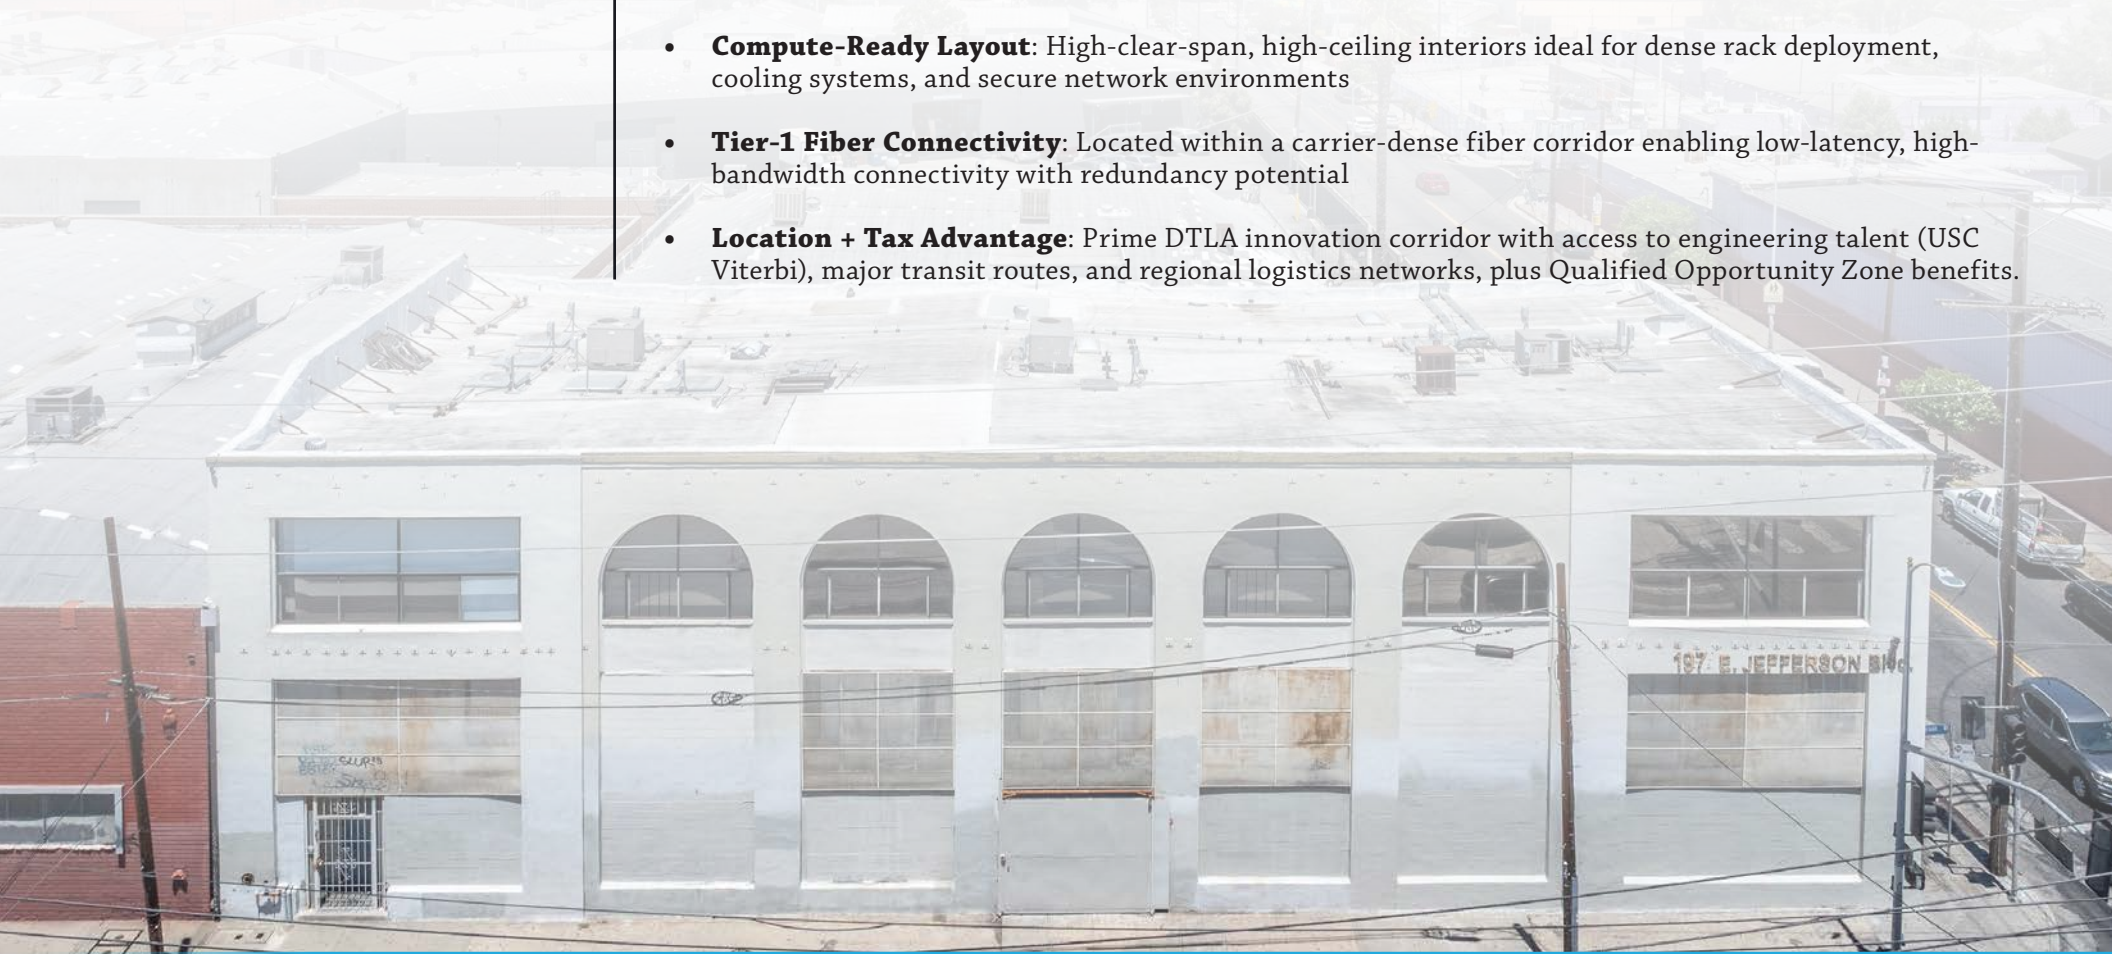 • Compute-Ready Layout: High-clear-span, high-ceiling interiors ideal for dense rack deployment,
cooling systems, and secure network environments
• Tier-1 Fiber Connectivity: Located within a carrier-dense fiber corridor enabling low-latency, high-
bandwidth connectivity with redundancy potential
• Location + Tax Advantage: Prime DTLA innovation corridor with access to engineering talent (USC
Viterbi), major transit routes, and regional logistics networks, plus Qualified Opportunity Zone benefits.
E. JEFFERSON